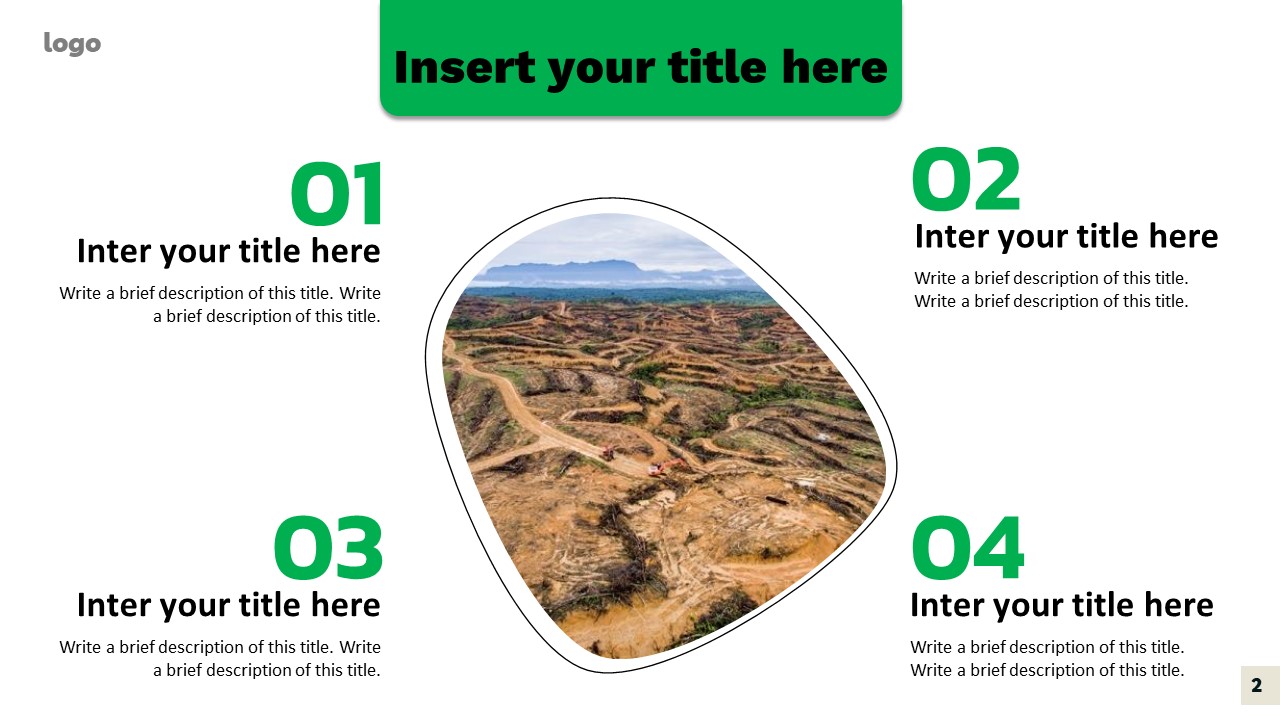 logo
Insert your title here
01
Inter your title here
Write a brief description of this title. Write
a brief description of this title.
02
Inter your title here
Write a brief description of this title.
Write a brief description of this title.
03
Inter your title here
Write a brief description of this title. Write
a brief description of this title.
04
Inter your title here
Write a brief description of this title.
Write a brief description of this title.
2